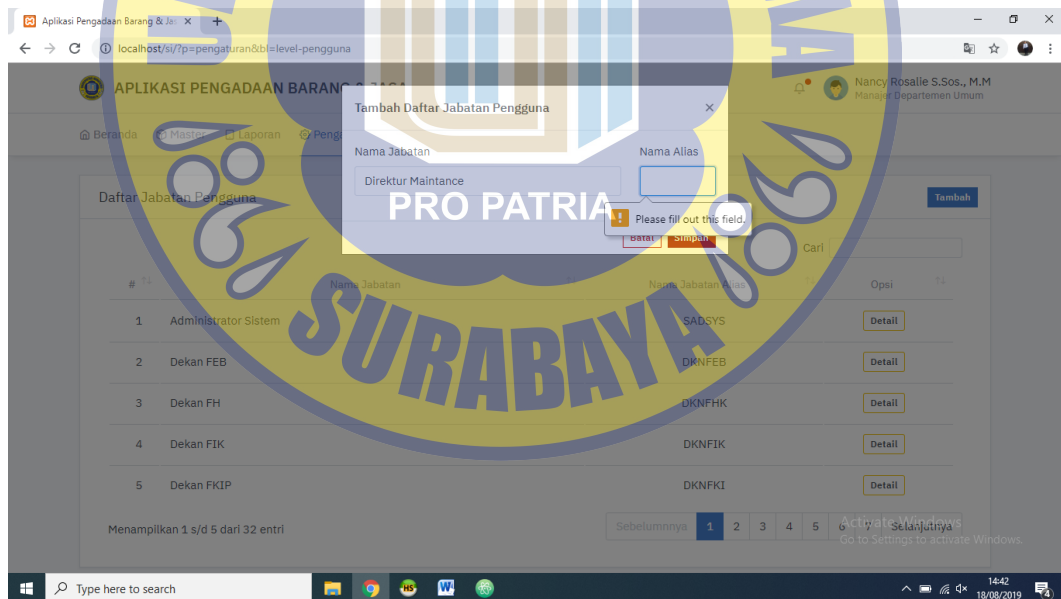 Aplikasi Pengadaan Barang & Jas
localhost/si/?p=pengaturan&bl=level-pengguna
APLIKASI PENGADAAN BARANG & JASA
Nancy Rosalie S.Sos., M.M
Manajer Departemen Umum
Beranda Master Laporan Penga
Tambah Daftar Jabatan Pengguna
Nama Jabatan Nama Alias
Direktur Maintance
Please fill out this field.
Batal Simpan
PRO PATRIA
SURABAYA
Daftar Jabatan Pengguna
Tambah
Cari
# Nama Jabatan Nama Jabatan Alias Opsi
1 Administrator Sistem SADSYS Detail
2 Dekan FEB DKNFEB Detail
3 Dekan FH DKNFHK Detail
4 Dekan FIK DKNFIK Detail
5 Dekan FKIP DKNFKI Detail
Menampilkan 1 s/d 5 dari 32 entri
Sebelumnnya 1 2 3 4 5 6 7 Selanjutnya
Activate Windows
Go to Settings to activate Windows.
Type here to search
HS
W
14:42
18/08/2019
4